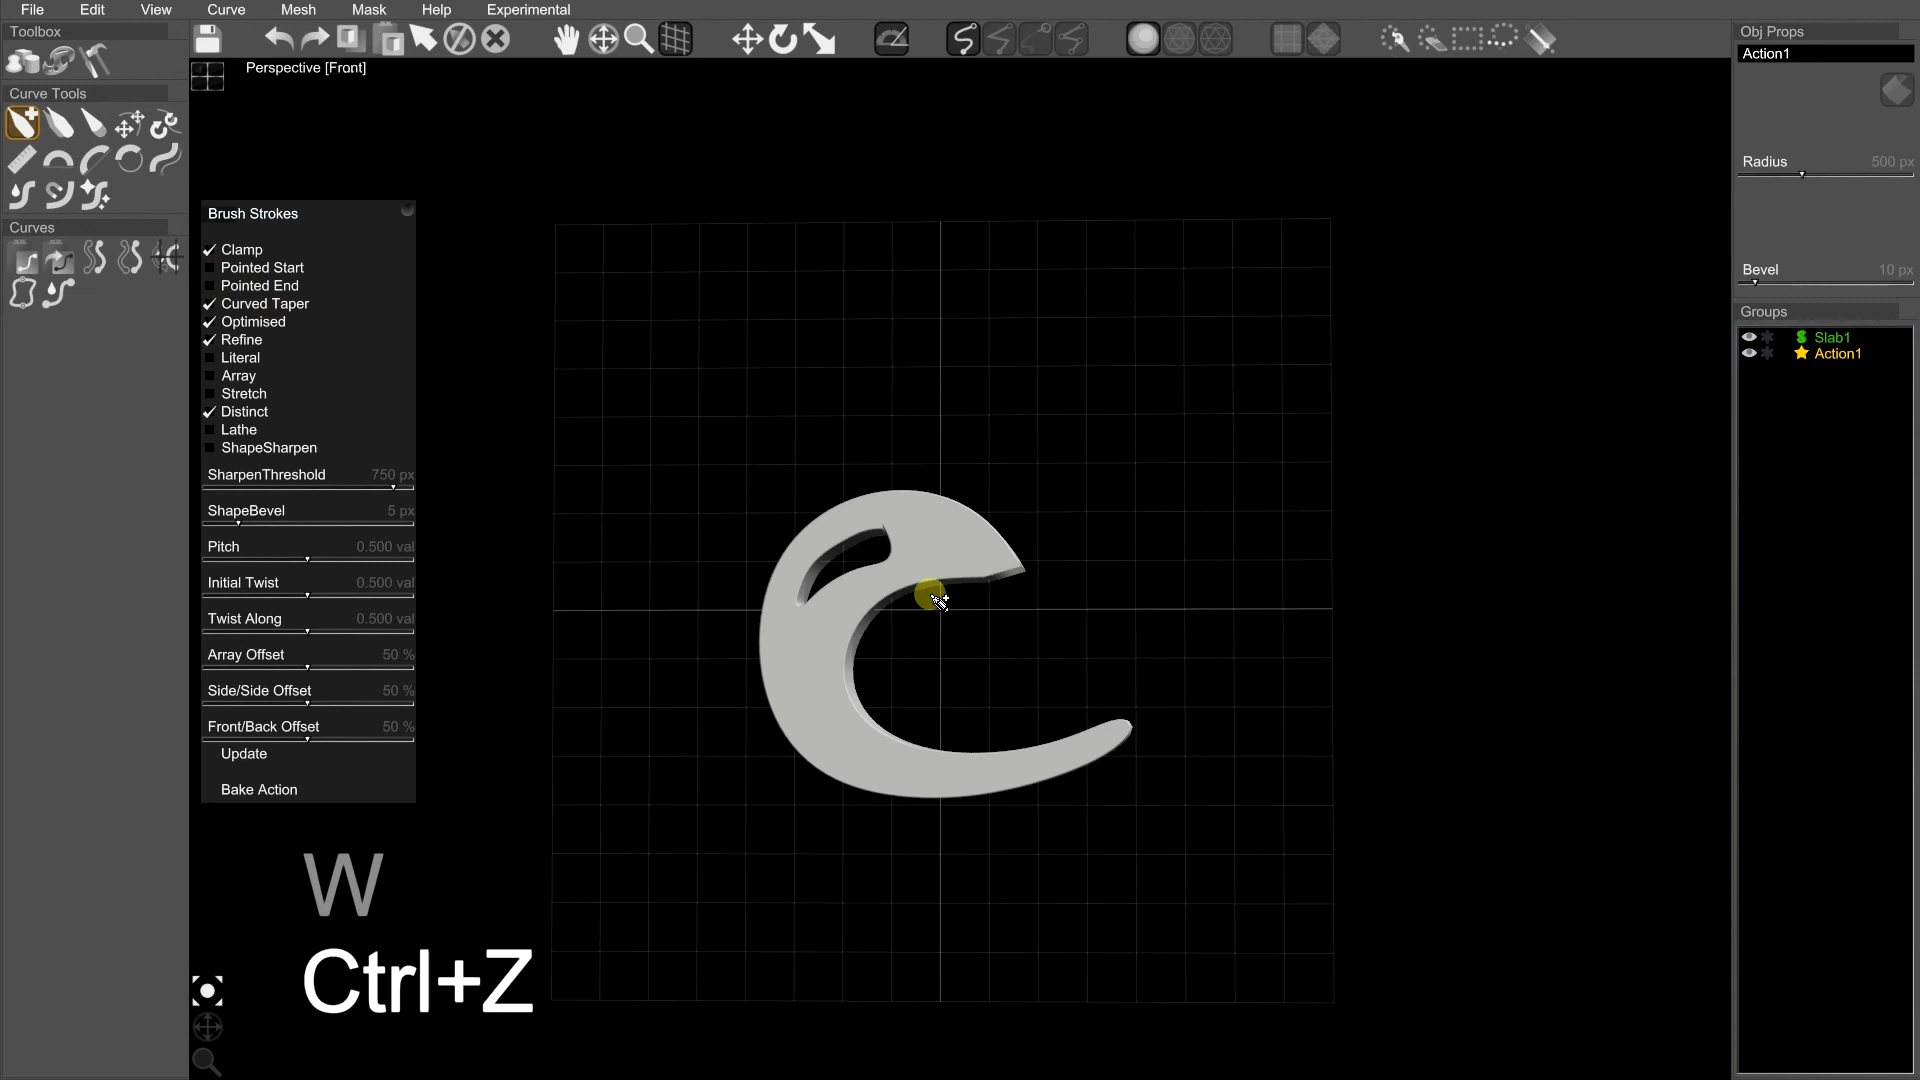 File Edit View Curve Mesh Mask Help Experimental
Toolbox
Curve Tools
Curves
Perspective [Front]
Brush Strokes
Clamp
Pointed Start
Pointed End
Curved Taper
Optimised
Refine
Literal
Array
Stretch
Distinct
Lathe
ShapeSharpen
SharpenThreshold 750 px
ShapeBevel 5 px
Pitch 0.500 val
Initial Twist 0.500 val
Twist Along 0.500 val
Array Offset 50 %
Side/Side Offset 50 %
Front/Back Offset 50 %
Update
Bake Action
W
Ctrl+Z
Obj Props
Action1
Radius 500 px
Bevel 10 px
Groups
Slab1
Action1